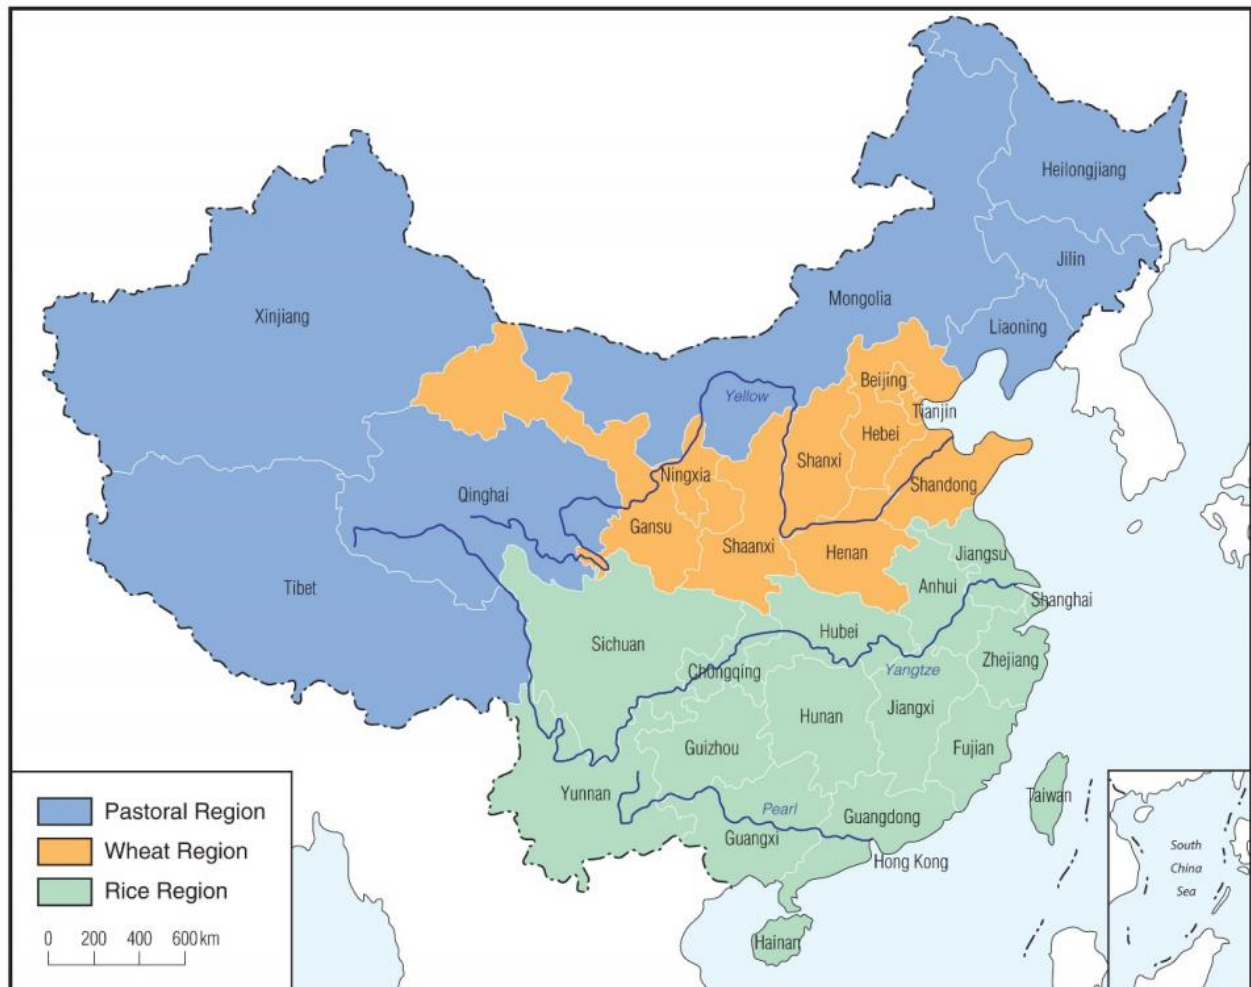 Heilongjiang
Jilin
Mongolia
Xinjiang
Liaoning
Beijing
Yellow
Tianjin
Hebei
Shanxi
Ningxia
Shandong
Qinghai
Gansu
Shaanxi
Henan
Jiangsu
Anhui
Tibet
Shanghai
Hubei
Sichuan
Zhejiang
Chongqing
Yangtze
Jiangxi
Hunan
Guizhou
Fujian
Yunnan
Taiwan
Pearl
Guangdong
Guangxi
Hong Kong
Hainan
Pastoral Region
Wheat Region
Rice Region
0 200 400 600 km
South
China
Sea